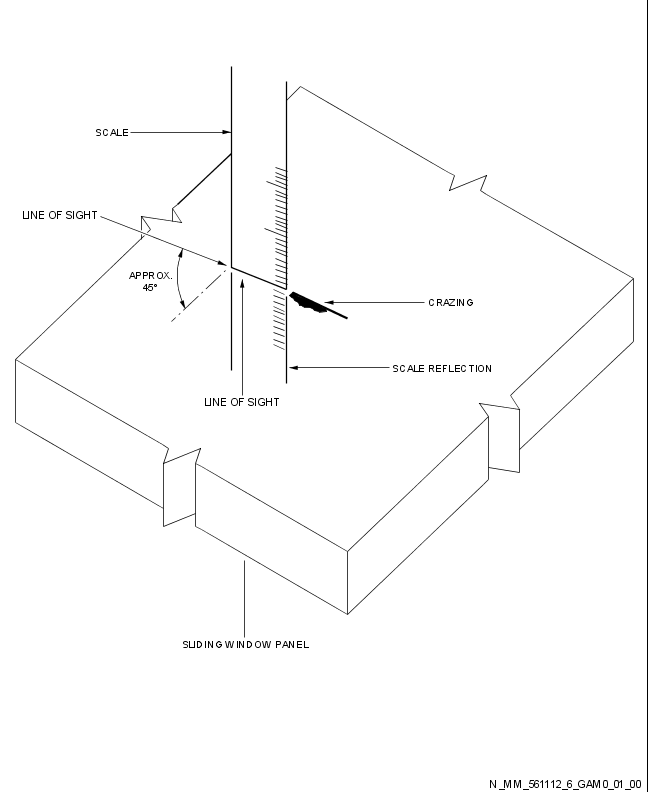 SCALE
LINE OF SIGHT
APPROX.
45°
CRAZING
SCALE REFLECTION
LINE OF SIGHT
SLIDING WINDOW PANEL
N_MM_561112_6_GAM0_01_00